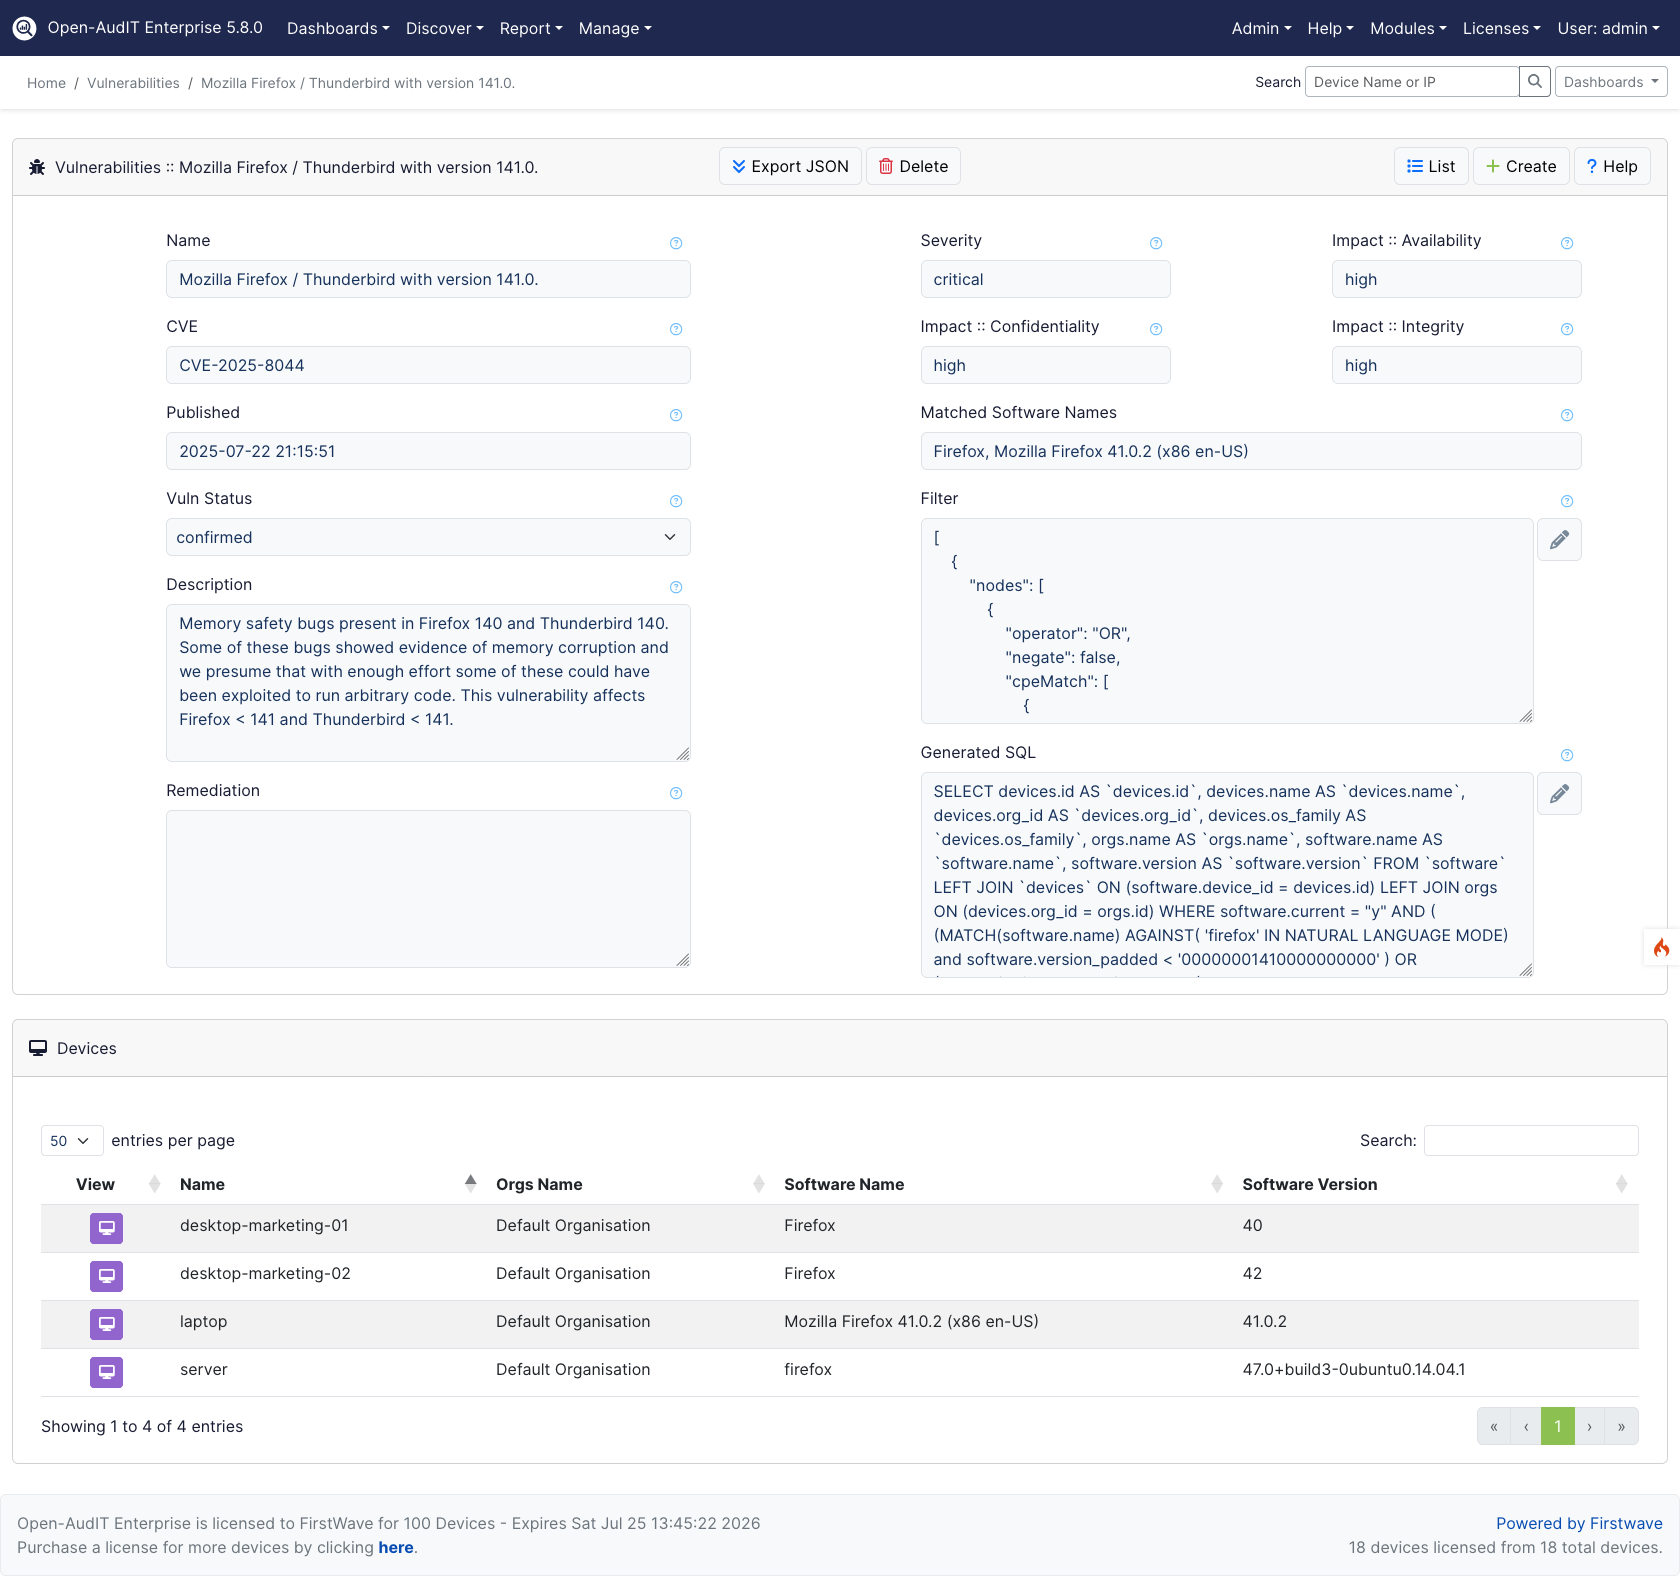 Open-AudIT Enterprise 5.8.0 Dashboards Discover Report Manage Admin Help Modules Licenses User: admin
Home / Vulnerabilities / Mozilla Firefox / Thunderbird with version 141.0. Search Device Name or IP Dashboards
Vulnerabilities :: Mozilla Firefox / Thunderbird with version 141.0. Export JSON Delete List Create ? Help
Name
Mozilla Firefox / Thunderbird with version 141.0.
CVE
CVE-2025-8044
Published
2025-07-22 21:15:51
Vuln Status
confirmed
Description
Memory safety bugs present in Firefox 140 and Thunderbird 140.
Some of these bugs showed evidence of memory corruption and
we presume that with enough effort some of these could have
been exploited to run arbitrary code. This vulnerability affects
Firefox < 141 and Thunderbird < 141.
Remediation
Severity
critical
Impact :: Availability
high
Impact :: Confidentiality
high
Impact :: Integrity
high
Matched Software Names
Firefox, Mozilla Firefox 41.0.2 (x86 en-US)
Filter
[
{
"nodes": [
{
"operator": "OR",
"negate": false,
"cpeMatch": [
{
Generated SQL
SELECT devices.id AS `devices.id`, devices.name AS `devices.name`,
devices.org_id AS `devices.org_id`, devices.os_family AS
`devices.os_family`, orgs.name AS `orgs.name`, software.name AS
`software.name`, software.version AS `software.version` FROM `software`
LEFT JOIN `devices` ON (software.device_id = devices.id) LEFT JOIN orgs
ON (devices.org_id = orgs.id) WHERE software.current = "y" AND (
(MATCH(software.name) AGAINST( 'firefox' IN NATURAL LANGUAGE MODE)
and software.version_padded < '00000001410000000000' ) OR
Devices
50 entries per page Search:
View Name Orgs Name Software Name Software Version
desktop-marketing-01 Default Organisation Firefox 40
desktop-marketing-02 Default Organisation Firefox 42
laptop Default Organisation Mozilla Firefox 41.0.2 (x86 en-US) 41.0.2
server Default Organisation firefox 47.0+build3-0ubuntu0.14.04.1
Showing 1 to 4 of 4 entries « ‹ 1 › »
Open-AudIT Enterprise is licensed to FirstWave for 100 Devices - Expires Sat Jul 25 13:45:22 2026 Powered by Firstwave
Purchase a license for more devices by clicking here. 18 devices licensed from 18 total devices.